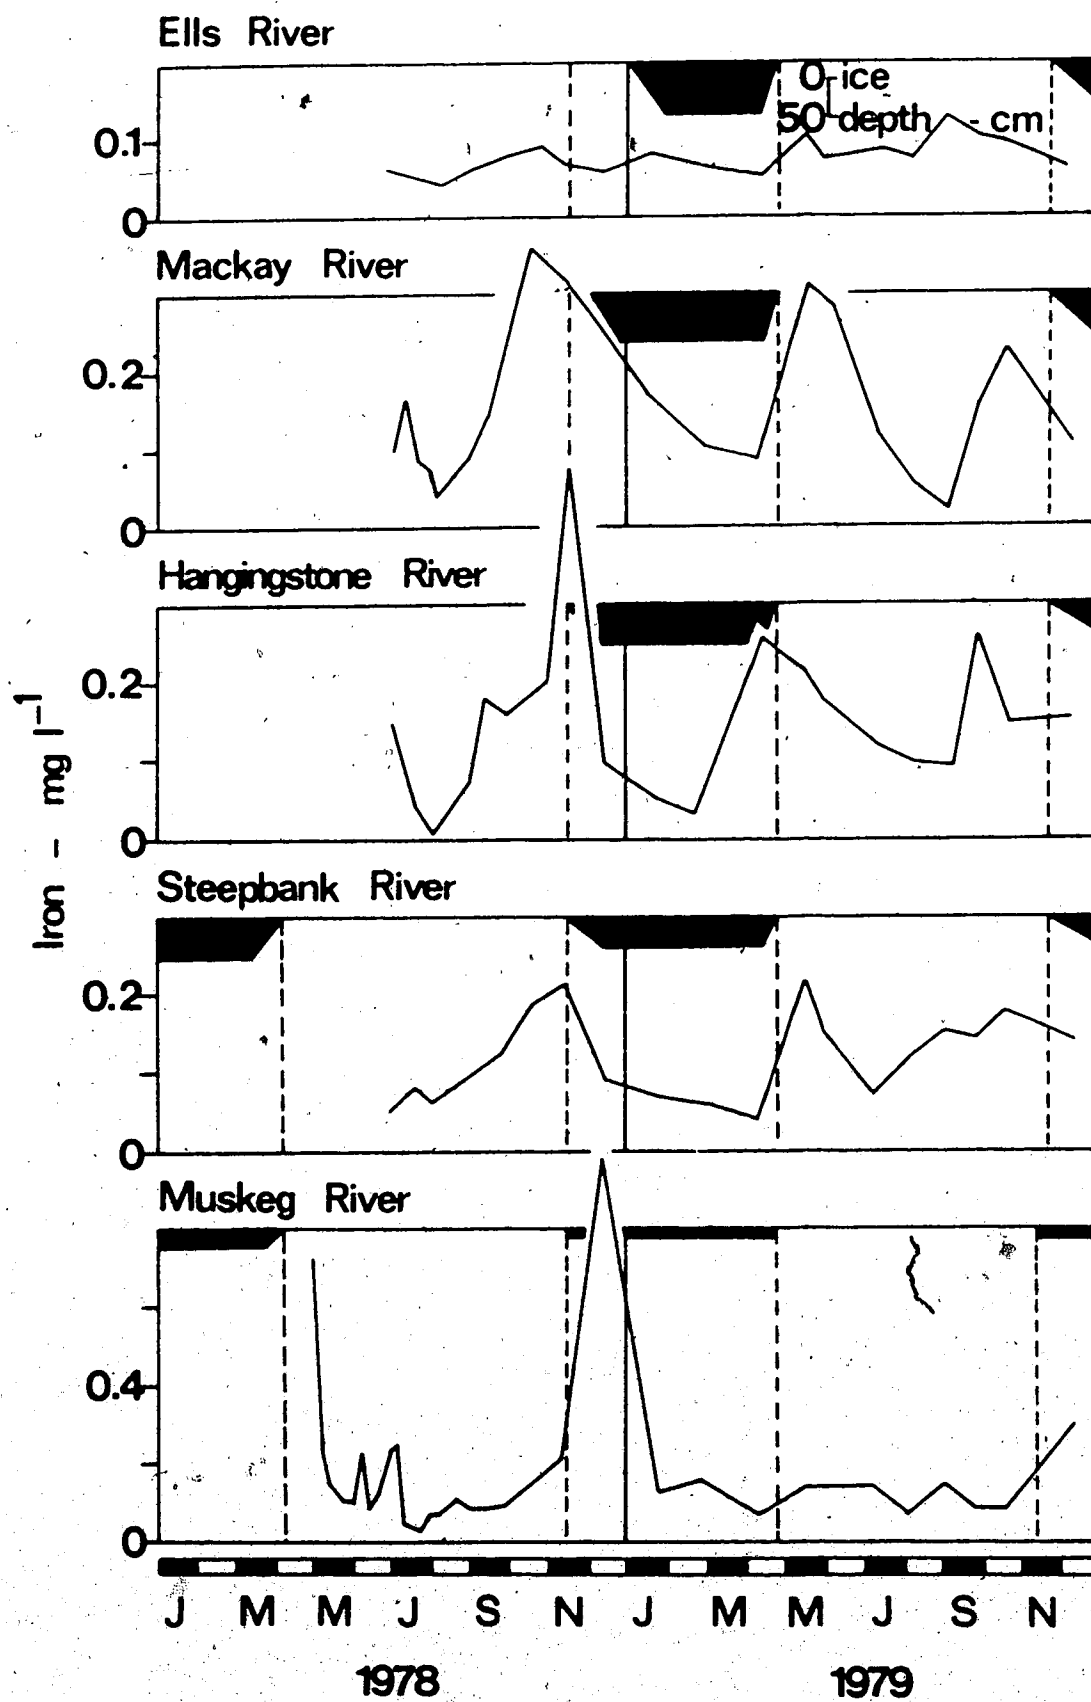 Ells River
0-ice
50-depth - cm
0.1
0
Mackay River
0.2
0
Hangingstone River
0.2
0
Iron - mg l⁻¹
Steepbank River
0.2
0
Muskeg River
0.4
0
J M M J S N J M M J S N
1978 1979